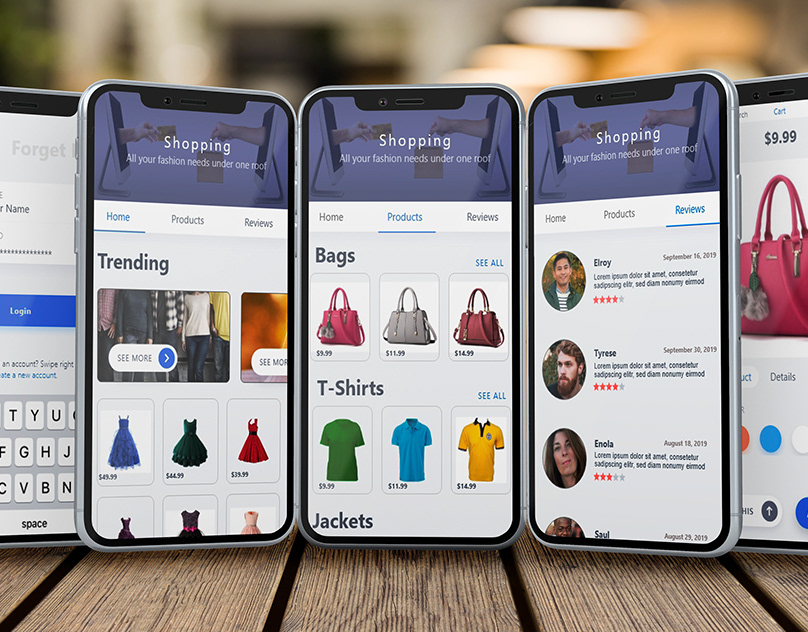 Forget
r Name
****************
Login
an account? Swipe right
eate a new account.
T Y U
F G H J
C V B N
space
Shopping
All your fashion needs under one roof
Home
Products
Reviews
Trending
SEE MORE
SEE MOR
$49.99
$44.99
$39.99
Shopping
All your fashion needs under one roof
Home
Products
Reviews
Bags
SEE ALL
$9.99
$11.99
$14.99
T-Shirts
SEE ALL
$9.99
$11.99
$14.99
Jackets
Shopping
All your fashion needs under one roof
Home
Products
Reviews
Elroy
September 16, 2019
Lorem ipsum dolor sit amet, consetetur
sadipscing elitr, sed diam nonumy eirmod
Tyrese
September 30, 2019
Lorem ipsum dolor sit amet, consetetur
sadipscing elitr, sed diam nonumy eirmod
Enola
August 18, 2019
Lorem ipsum dolor sit amet, consetetur
sadipscing elitr, sed diam nonumy eirmod
Saul
August 29, 2019
rch
Cart
$9.99
uct
Details
R
HIS